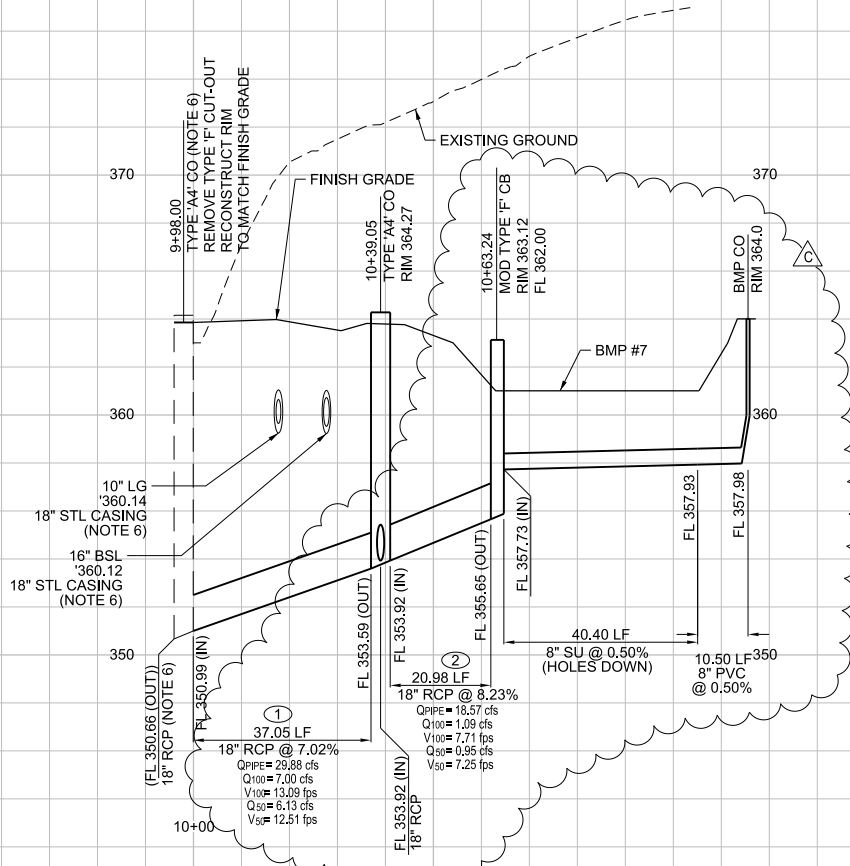 370
370
360
360
350
350
9+98.00
TYPE 'A4' CO (NOTE 6)
REMOVE TYPE 'F' CUT-OUT
RECONSTRUCT RIM
TO MATCH FINISH GRADE
EXISTING GROUND
FINISH GRADE
10+39.05
TYPE 'A4' CO
RIM 364.27
10+63.24
MOD TYPE 'F' CB
RIM 363.12
FL 362.00
BMP CO
RIM 364.0
C
BMP #7
10" LG
'360.14
18" STL CASING
(NOTE 6)
16" BSL
'360.12
18" STL CASING
(NOTE 6)
(FL 350.66 (OUT))
18" RCP (NOTE 6)
FL 350.99 (IN)
FL 353.59 (OUT)
FL 353.92 (IN)
FL 355.65 (OUT)
FL 357.73 (IN)
FL 357.93
FL 357.98
40.40 LF
8" SU @ 0.50%
(HOLES DOWN)
10.50 LF
8" PVC
@ 0.50%
1
37.05 LF
18" RCP @ 7.02%
QPIPE= 29.88 cfs
Q100= 7.00 cfs
V100= 13.09 fps
Q50= 6.13 cfs
V50= 12.51 fps
2
20.98 LF
18" RCP @ 8.23%
QPIPE= 18.57 cfs
Q100= 1.09 cfs
V100= 7.71 fps
Q50= 0.95 cfs
V50= 7.25 fps
FL 353.92 (IN)
18" RCP
10+00